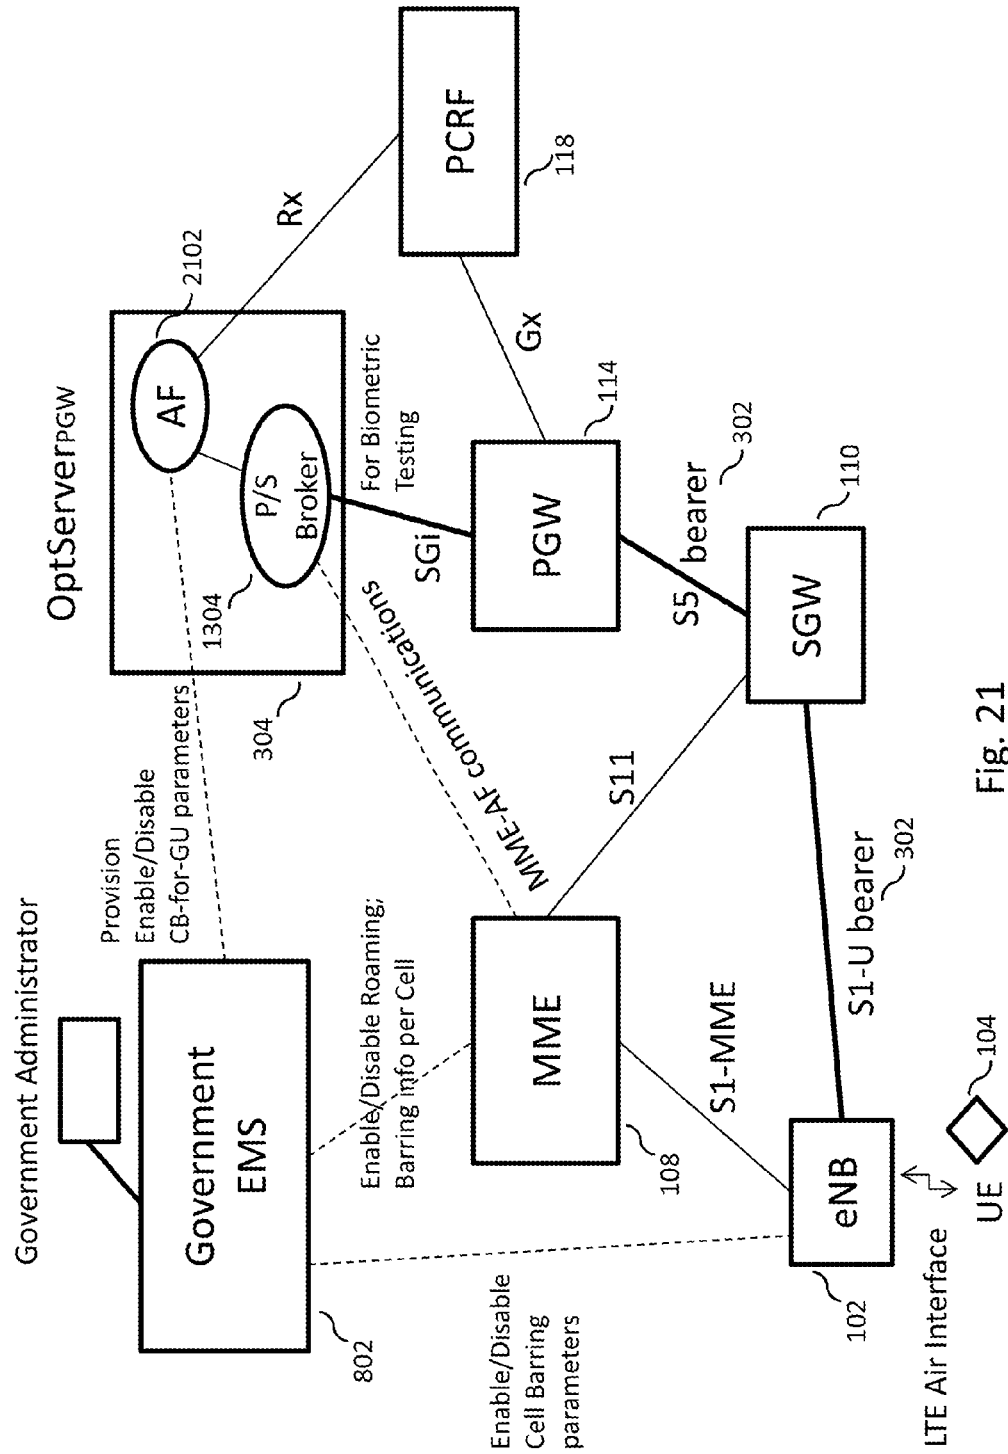 Government Administrator
Government
EMS
802
Provision
Enable/Disable
CB-for-GU parameters
OptServerPGW
AF
2102
P/S
Broker
1304
304
Rx
PCRF
118
For Biometric
Testing
SGi
Gx
MME-AF communications
Enable/Disable Roaming;
Barring info per Cell
MME
108
PGW
114
S11
S5
bearer
302
SGW
110
Enable/Disable
Cell Barring
parameters
S1-MME
S1-U bearer
302
eNB
102
LTE Air Interface
UE
104
Fig. 21